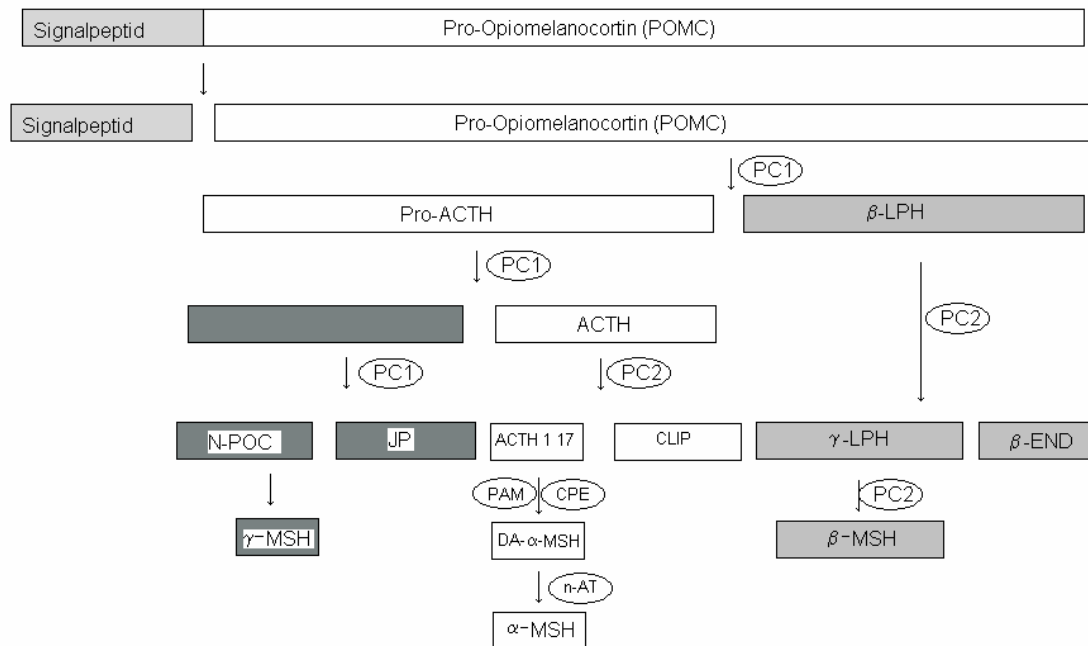 Signalpeptid
Pro-Opiomelanocortin (POMC)
Signalpeptid
Pro-Opiomelanocortin (POMC)
PC1
Pro-ACTH
β-LPH
PC1
ACTH
PC2
PC1
PC2
N-POC
JP
ACTH 1 17
CLIP
γ-LPH
β-END
PAM
CPE
PC2
γ-MSH
DA-α-MSH
β-MSH
n-AT
α-MSH